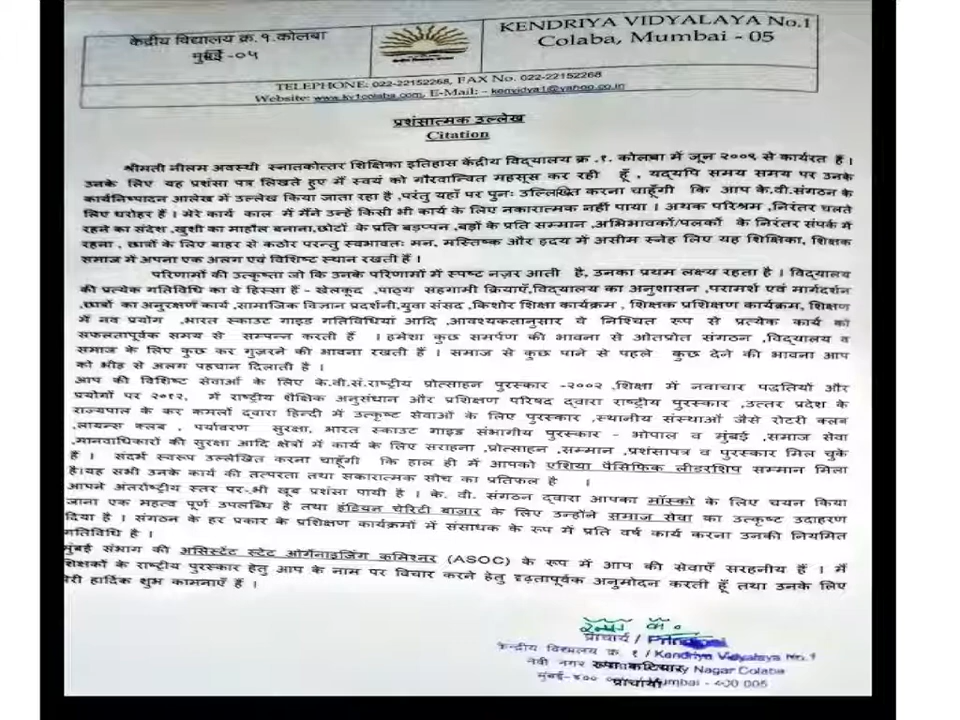 केंद्रीय विद्यालय क्र.१.कोलबा
मुंबई -०५
KENDRIYA VIDYALAYA No.1
Colaba, Mumbai - 05
TELEPHONE: 022-22152268, FAX No. 022-22152268
Website: www.kv1colaba.com, E-Mail: - kenvidya1@yahoo.co.in
प्रशंसात्मक उल्लेख
Citation
श्रीमती नीलम अवस्थी स्नातकोत्तर शिक्षिका इतिहास केंद्रीय विद्यालय क्र .१. कोलबा में जून २००९ से कार्यरत हैं ।
उनके लिए यह प्रशंसा पत्र लिखते हुए में स्वयं को गौरवान्वित महसूस कर रही हूँ , यद्यपि समय समय पर उनके
कार्यनिष्पादन आलेख में उल्लेख किया जाता रहा है ,परंतु यहाँ पर पुनः उल्लिखित करना चाहूँगी कि आप के.वी.संगठन के
लिए धरोहर हैं । मेरे कार्य काल में मैंने उन्हें किसी भी कार्य के लिए नकारात्मक नहीं पाया । अथक परिश्रम ,निरंतर चलते
रहने का संदेश ,खुशी का माहौल बनाना,छोटों के प्रति बड़प्पन ,बड़ों के प्रति सम्मान ,अभिभावकों/पलकों के निरंतर संपर्क में
रहना , छात्रों के लिए बाहर से कठोर परन्तु स्वभावतः मन, मस्तिष्क और हृदय में असीम स्नेह लिए यह शिक्षिका, शिक्षक
समाज में अपना एक अलग एवं विशिष्ट स्थान रखती हैं ।
परिणामों की उत्कृष्ता जो कि उनके परिणामों में स्पष्ट नज़र आती है, उनका प्रथम लक्ष्य रहता है । विद्यालय
की प्रत्येक गतिविधि का वे हिस्सा हैं – खेलकूद , पाठ्य सहगामी क्रियाएँ,विद्यालय का अनुशासन , परामर्श एवं मार्गदर्शन
,छात्रों का अनुरक्षण कार्य ,सामाजिक विज्ञान प्रदर्शनी,युवा संसद ,किशोर शिक्षा कार्यक्रम , शिक्षक प्रशिक्षण कार्यक्रम, शिक्षण
में नव प्रयोग ,भारत स्काउट गाइड गतिविधियां आदि ,आवश्यकतानुसार वे निश्चित रूप से प्रत्येक कार्य को
सफलतापूर्वक समय से सम्पन्न करती हैं । हमेशा कुछ समर्पण की भावना से ओतप्रोत संगठन ,विद्यालय व
समाज के लिए कुछ कर गुज़रने की भावना रखती हैं । समाज से कुछ पाने से पहले कुछ देने की भावना आप
को भीड़ से अलग पहचान दिलाती है ।
आप की विशिष्ट सेवाओं के लिए के.वी.सं.राष्ट्रीय प्रोत्साहन पुरस्कार -२००२ ,शिक्षा में नवाचार पद्धतियों और
प्रयोगों पर २०१२, में राष्ट्रीय शैक्षिक अनुसंधान और प्रशिक्षण परिषद द्वारा राष्ट्रीय पुरस्कार ,उत्तर प्रदेश के
राज्यपाल के कर कमलों द्वारा हिन्दी में उत्कृष्ट सेवाओं के लिए पुरस्कार ,स्थानीय संस्थाओं जैसे रोटरी क्लब
,लायन्स क्लब , पर्यावरण सुरक्षा, भारत स्काउट गाइड संभागीय पुरस्कार - भोपाल व मुंबई ,समाज सेवा
,मानवाधिकारों की सुरक्षा आदि क्षेत्रों में कार्य के लिए सराहना ,प्रोत्साहन ,सम्मान ,प्रशंसापत्र व पुरस्कार मिल चुके
हैं । संदर्भ स्वरूप उल्लेखित करना चाहूँगी कि हाल ही में आपको एशिया पैसिफिक लीडरशिप सम्मान मिला
है।यह सभी उनके कार्य की तत्परता तथा सकारात्मक सोच का प्रतिफल है ।
आपने अंतर्राष्ट्रीय स्तर पर-भी खूब प्रशंसा पायी है । के. वी. संगठन द्वारा आपका मॉस्को के लिए चयन किया
जाना एक महत्व पूर्ण उपलब्धि है तथा इंडियन चेरिटी बाजार के लिए उन्होंने समाज सेवा का उत्कृष्ट उदाहरण
दिया है । संगठन के हर प्रकार के प्रशिक्षण कार्यक्रमों में संसाधक के रूप में प्रति वर्ष कार्य करना उनकी नियमित
गतिविधि है ।
मुंबई संभाग की असिस्टेंट स्टेट ऑर्गनाइज़िंग कमिश्नर (ASOC) के रूप में आप की सेवाएँ सरहनीय हैं । मैं
शिक्षकों के राष्ट्रीय पुरस्कार हेतु आप के नाम पर विचार करने हेतु दृढ़तापूर्वक अनुमोदन करती हूँ तथा उनके लिए
मेरी हार्दिक शुभ कामनाएँ हैं ।
प्राचार्य / Principal
केन्द्रीय विद्यालय क्र. १ / Kendriya Vidyalaya No.1
नेवी नगर Nagar Colaba
मुंबई-४०० Mumbai - 400 005
प्राचार्या